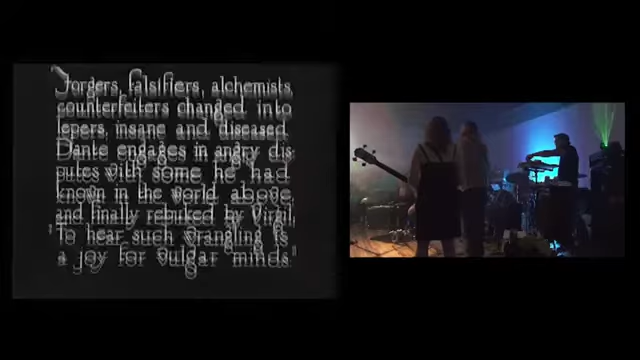 Forgers, falsifiers, alchemists,
counterfeiters changed into
lepers, insane and diseased.
Dante engages in angry dis
putes with some he had
known in the world above,
and finally rebuked by Virgil,
"To hear such wrangling is
a joy for vulgar minds."